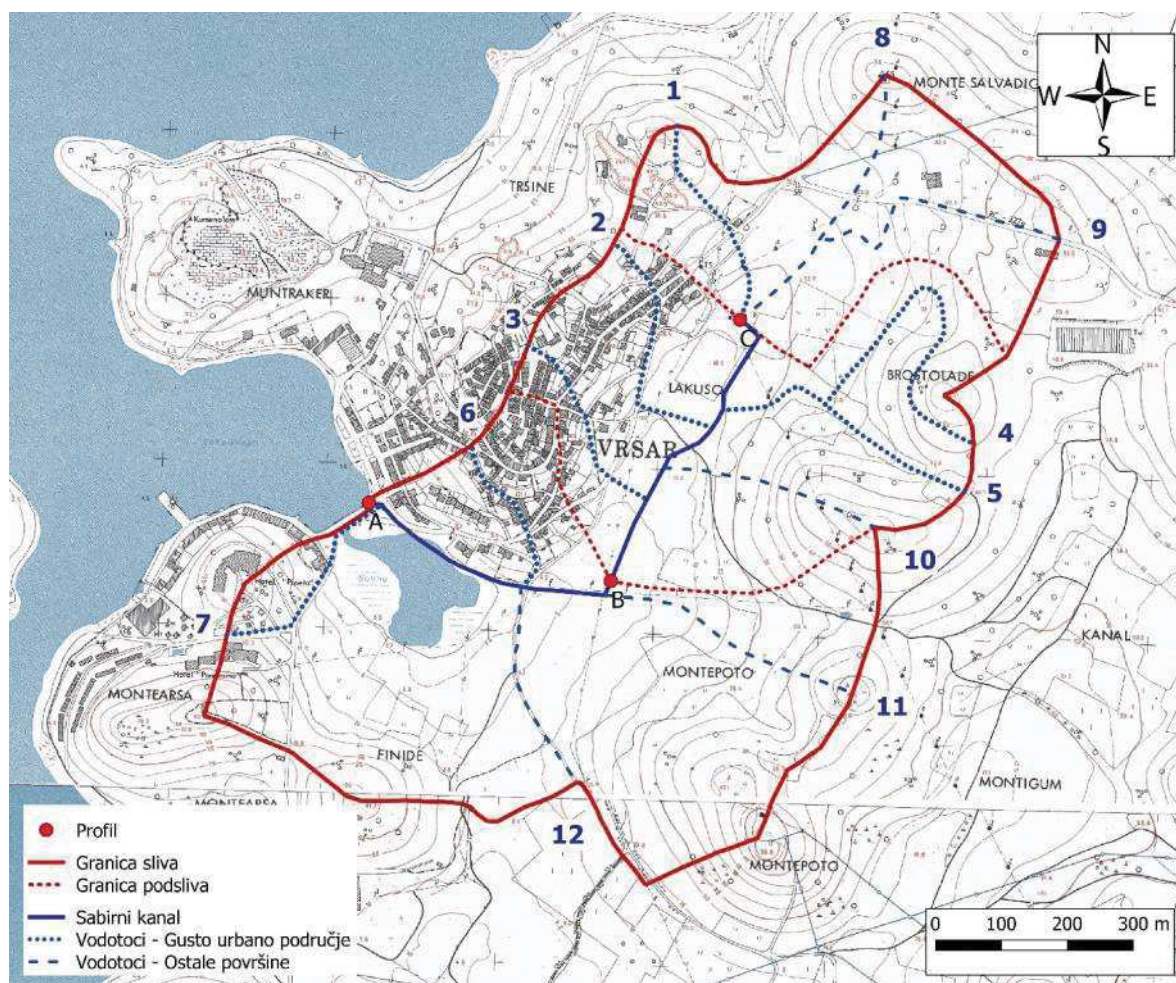 8
N
W E
S
MONTE SALVADIG
1
TRSINE
2
9
MUNTRAKER
3
C
BROSTOLADE
LAKUSO
6
4
VRSAR
5
A
10
B
7
KANAL
MONTEPOTO
MONTEARSA
11
FINIDE
MONTIGUM
MONTEARSA
12
MONTEPOTO
Profil
Granica sliva
Granica podsliva
Sabirni kanal
Vodotoci - Gusto urbano područje
Vodotoci - Ostale površine
0 100 200 300 m